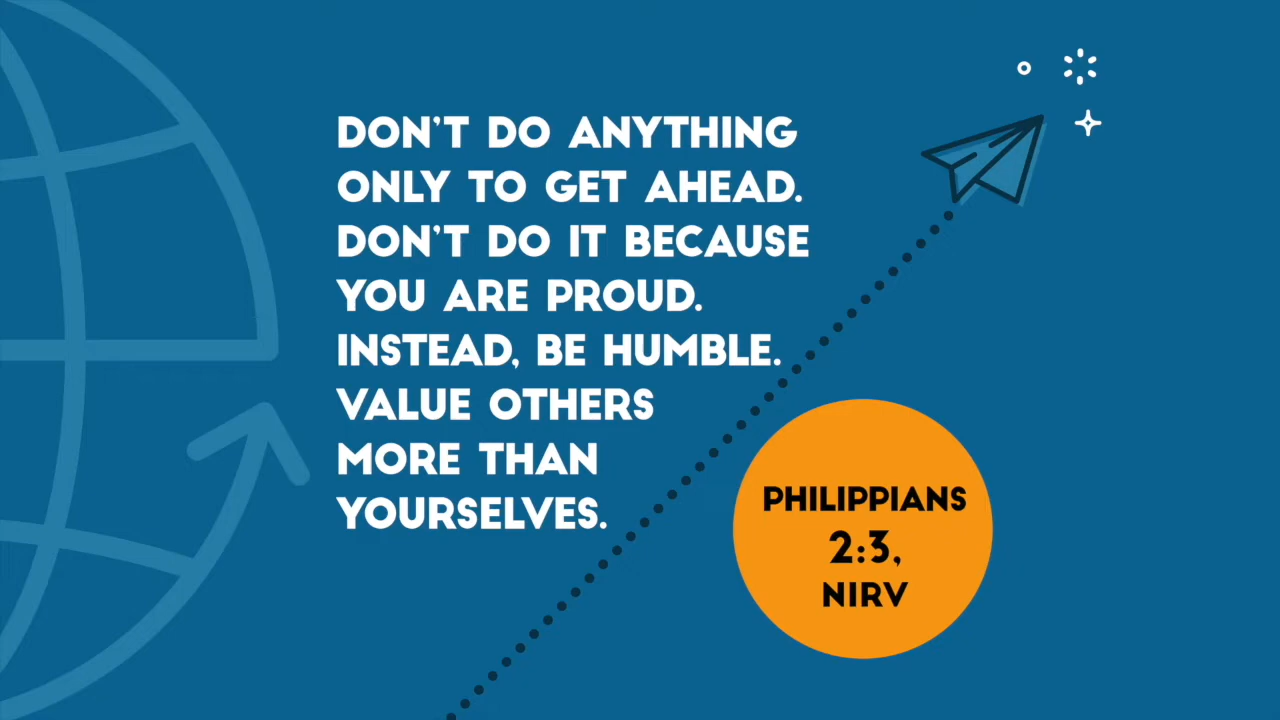 DON'T DO ANYTHING
ONLY TO GET AHEAD.
DON'T DO IT BECAUSE
YOU ARE PROUD.
INSTEAD, BE HUMBLE.
VALUE OTHERS
MORE THAN
YOURSELVES.
PHILIPPIANS
2:3,
NIRV